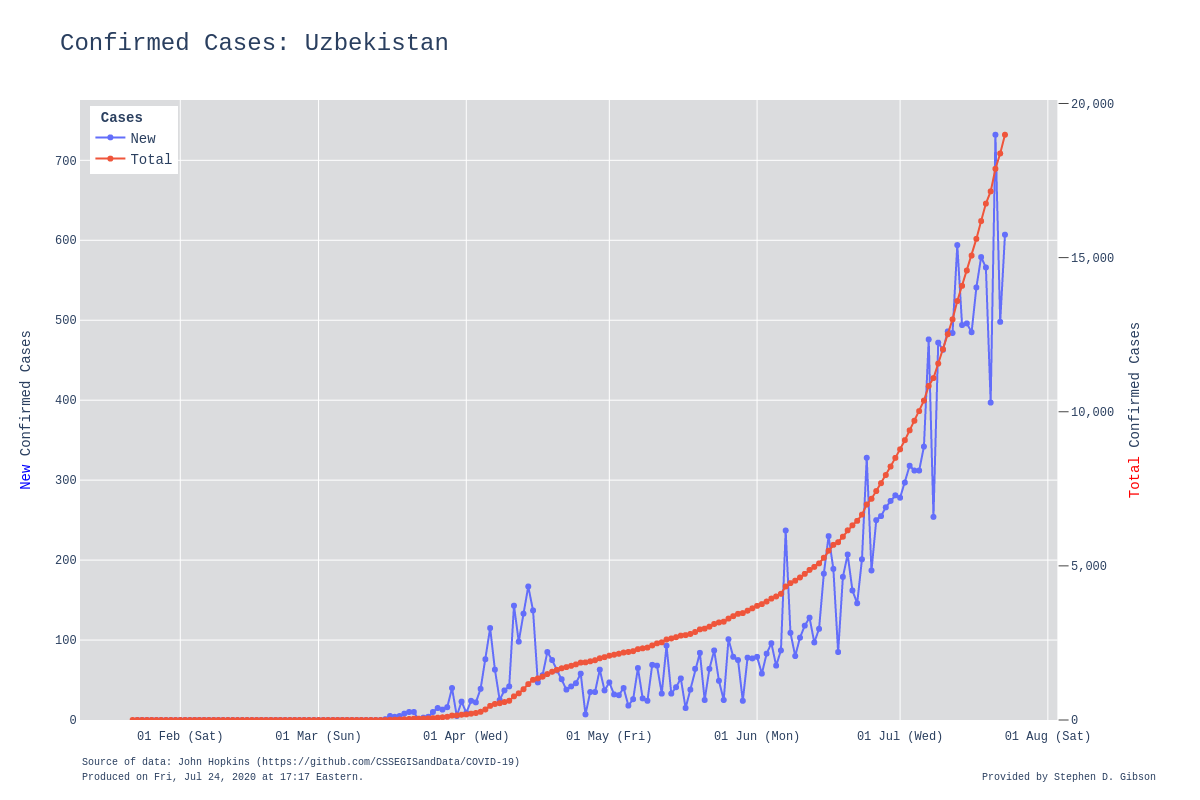 Confirmed Cases: Uzbekistan
Cases
New
Total
700
600
500
400
300
200
100
0
20,000
15,000
10,000
5,000
0
New Confirmed Cases
Total Confirmed Cases
01 Feb (Sat)
01 Mar (Sun)
01 Apr (Wed)
01 May (Fri)
01 Jun (Mon)
01 Jul (Wed)
01 Aug (Sat)
Source of data: John Hopkins (https://github.com/CSSEGISandData/COVID-19)
Produced on Fri, Jul 24, 2020 at 17:17 Eastern.
Provided by Stephen D. Gibson